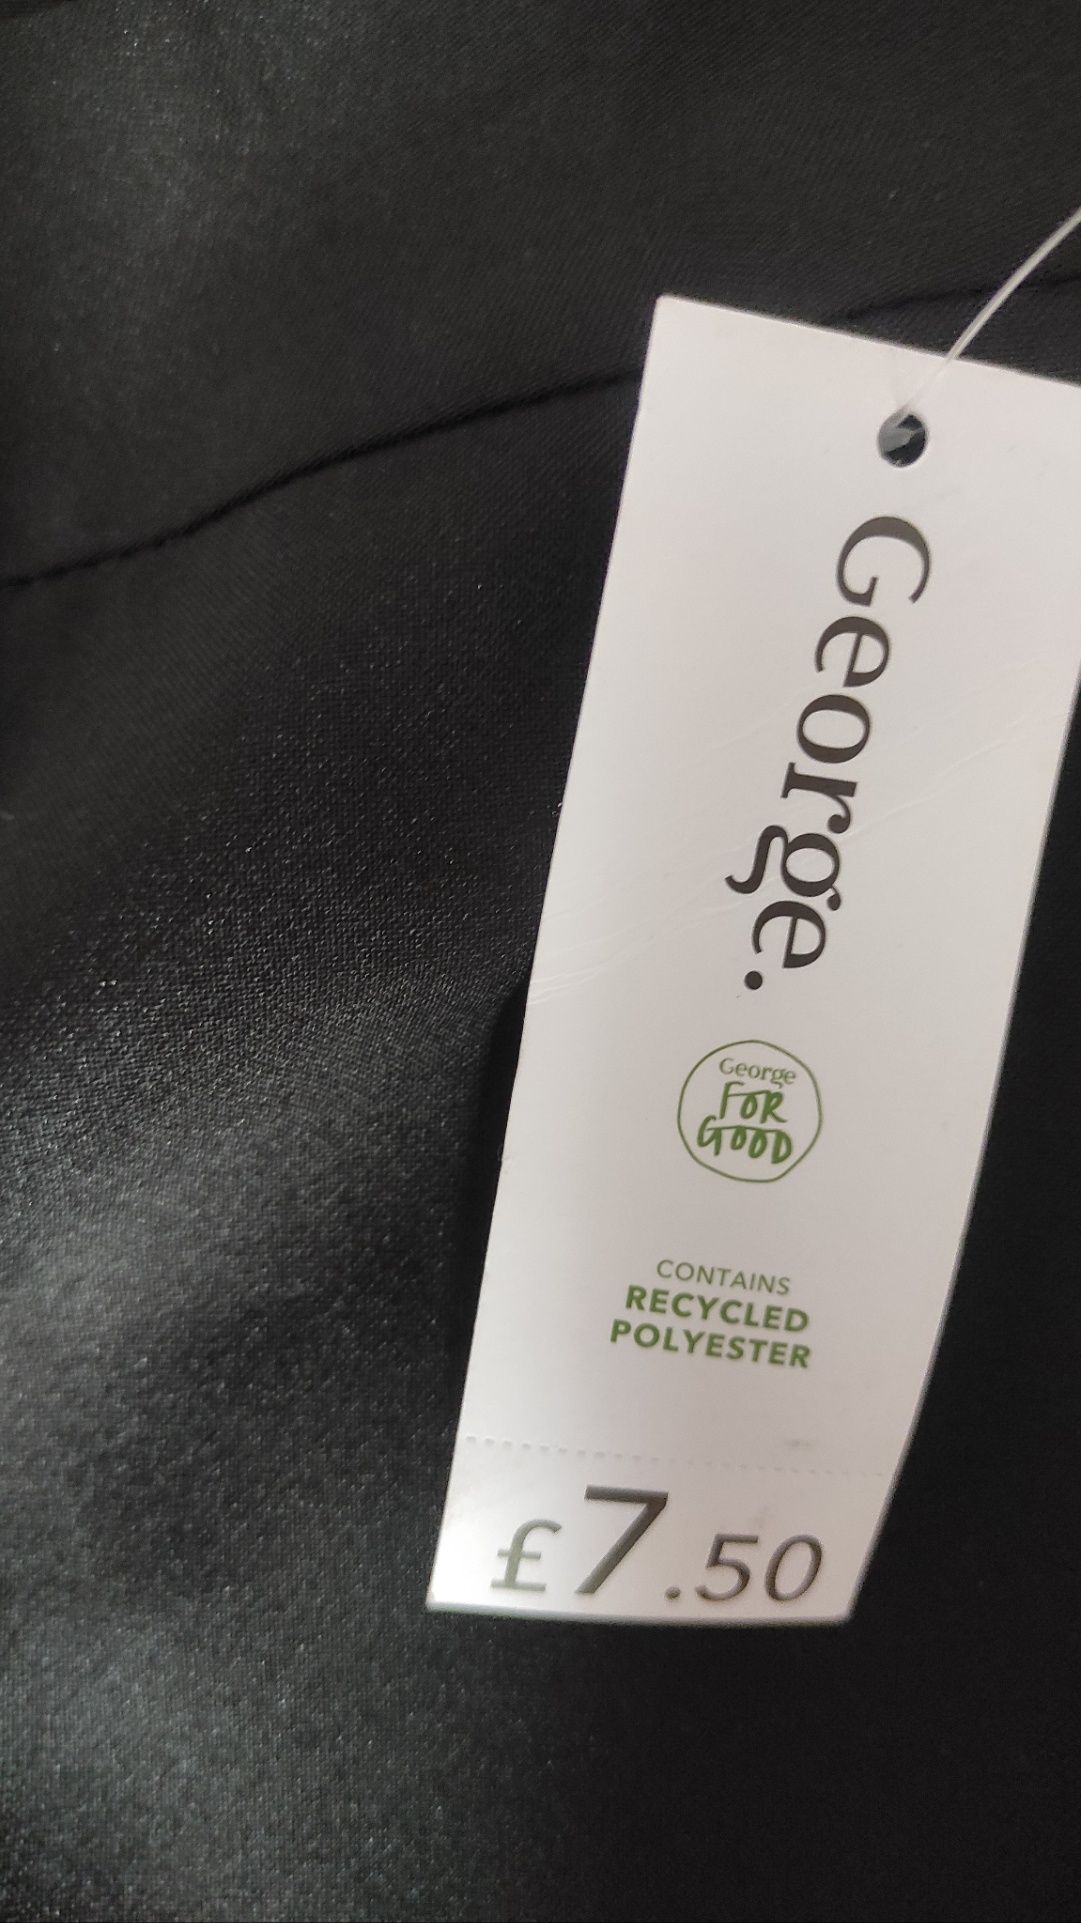 George.
George
FOR
GOOD
CONTAINS
RECYCLED
POLYESTER
£7.50